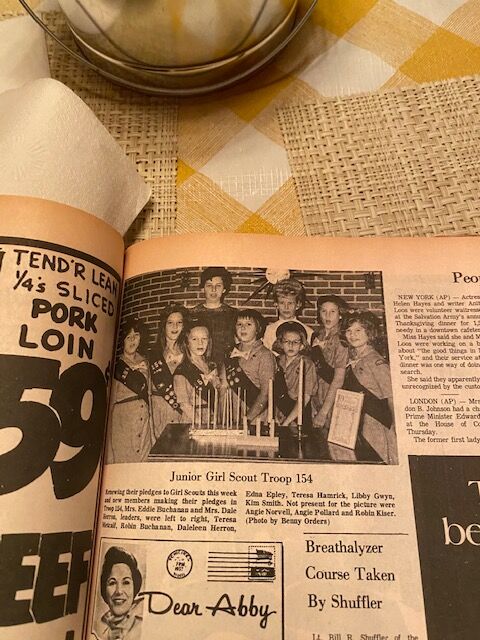 TEND'R LEAN
¼'s SLICED
PORK
LOIN
59
Junior Girl Scout Troop 154
Renewing their pledges to Girl Scouts this week
and new members making their pledges in
Troop 154, Mrs. Eddie Buchanan and Mrs. Dale
Herron, leaders, were left to right, Teresa
Metcalf, Robin Buchanan, Daleleen Herron,
Edna Epley, Teresa Hamrick, Libby Gwyn,
Kim Smith. Not present for the picture were
Angie Norvell, Angie Pollard and Robin Kiser.
(Photo by Benny Orders)
Dear Abby
Breathalyzer
Course Taken
By Shuffler
Lt. Bill R. Shuffler of the
Peo
NEW YORK (AP) — Actres
Helen Hayes and writer Anit
Loos were volunteer waitresse
at the Salvation Army's annu
Thanksgiving dinner for 1,5
needy in a downtown cafeter
Miss Hayes said she and M
Loos were working on a b
about "the good things in
York," and their service at
dinner was one way of doin
search.
She said they apparently
unrecognized by the custo
LONDON (AP) — Mrs
don B. Johnson had a cha
Prime Minister Edward
at the House of Co
Thursday.
The former first lady
T
be